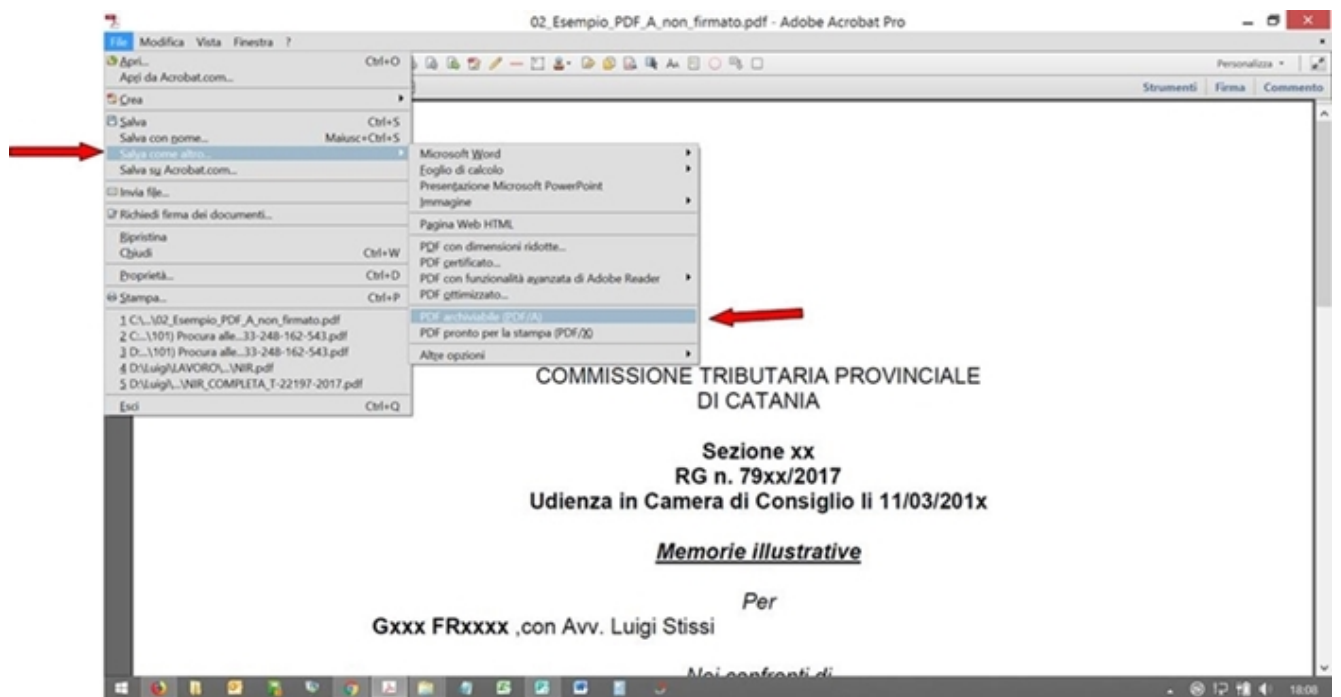 02_Esempio_PDF_A_non_firmato.pdf - Adobe Acrobat Pro
File Modifica Vista Finestra ?
Personalizza
Strumenti Firma Commento
Apri... Ctrl+O
Apri da Acrobat.com...
Crea
Salva Ctrl+S
Salva con nome... Maiusc+Ctrl+S
Salva come altro...
Salva su Acrobat.com...
Invia file...
Richiedi firma dei documenti...
Ripristina
Chiudi Ctrl+W
Proprietà... Ctrl+D
Stampa... Ctrl+P
1 C:\...\02_Esempio_PDF_A_non_firmato.pdf
2 C:...\101) Procura alle...33-248-162-543.pdf
3 D:...\101) Procura alle...33-248-162-543.pdf
4 D:\Luigi\LAVORO\...\NIR.pdf
5 D:\Luigi\...\NIR_COMPLETA_T-22197-2017.pdf
Esci Ctrl+Q
Microsoft Word
Foglio di calcolo
Presentazione Microsoft PowerPoint
Immagine
Pagina Web HTML
PDF con dimensioni ridotte...
PDF certificato...
PDF con funzionalità avanzata di Adobe Reader
PDF ottimizzato...
PDF archiviabile (PDF/A)
PDF pronto per la stampa (PDF/X)
Altre opzioni
COMMISSIONE TRIBUTARIA PROVINCIALE
DI CATANIA
Sezione xx
RG n. 79xx/2017
Udienza in Camera di Consiglio li 11/03/201x
Memorie illustrative
Per
Gxxx FRxxxx ,con Avv. Luigi Stissi
Nei confronti di
18:08